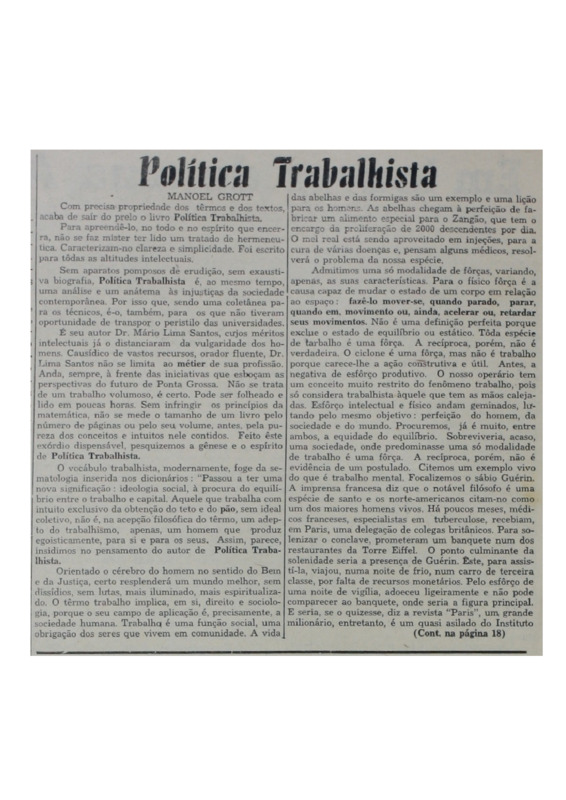 Política Trabalhista
MANOEL GROTT
Com precisa propriedade dos têrmos e dos textos,
acaba de sair do prelo o livro Política Trabalhista.
Para apreendê-lo, no todo e no espírito que encer-
ra, não se faz mister ler lido um tratado de hermeneu-
tica. Caracterizam-no clareza e simplicidade. Foi escrito
para tôdas as altitudes intelectuais.
Sem aparatos pomposos de erudição, sem exausti-
va biografia, Política Trabalhista é, ao mesmo tempo,
uma análise e um anátema às injustiças da sociedade
contemporânea. Por isso que, sendo uma coletânea pa-
ra os técnicos, é-o, também, para os que não tiveram
oportunidade de transpor o peristilo das universidades.
É seu autor Dr. Mário Lima Santos, cujos méritos
intelectuais já o distanciaram da vulgaridade dos ho-
mens. Causídico de vastos recursos, orador fluente, Dr.
Lima Santos não se limita ao métier de sua profissão.
Anda, sempre, à frente das iniciativas que esboçam as
perspectivas do futuro de Ponta Grossa. Não se trata
de um trabalho volumoso, é certo. Pode ser folheado e
lido em poucas horas. Sem infringir os princípios da
matemática, não se mede o tamanho de um livro pelo
número de páginas ou pelo seu volume, antes, pela pu-
reza dos conceitos e intuitos nele contidos. Feito êste
exórdio dispensável, pesquizemos a gênese e o espírito
de Política Trabalhista.
O vocábulo trabalhista, modernamente, foge da se-
matologia inserida nos dicionários: "Passou a ter uma
nova significação: ideologia social, à procura do equilí-
brio entre o trabalho e capital. Aquele que trabalha com
intuito exclusivo da obtenção do teto e do pão, sem ideal
coletivo, não é, na acepção filosófica do têrmo, um adep-
to do trabalhismo, apenas, um homem que produz
egoisticamente, para si e para os seus. Assim, parece,
insidimos no pensamento do autor de Política Traba-
lhista.
Orientado o cérebro do homem no sentido do Bem
e da Justiça, certo resplenderá um mundo melhor, sem
dissídios, sem lutas, mais iluminado, mais espiritualiza-
do. O têrmo trabalho implica, em si, direito e sociolo-
gia, porque o seu campo de aplicação é, precisamente, a
sociedade humana. Trabalho é uma função social, uma
obrigação dos seres que vivem em comunidade. A vida
das abelhas e das formigas são um exemplo e uma lição
para os homens. As abelhas chegam à perfeição de fa-
bricar um alimento especial para o Zangão, que tem o
encargo da proliferação de 2000 descendentes por dia.
O mel real está sendo aproveitado em injeções, para a
cura de várias doenças e, pensam alguns médicos, resol-
verá o problema da nossa espécie.
Admitimos uma só modalidade de fôrças, variando,
apenas, as suas características. Para o físico fôrça é a
causa capaz de mudar o estado de um corpo em relação
ao espaço: fazê-lo mover-se, quando parado, parar,
quando em, movimento ou, ainda, acelerar ou, retardar
seus movimentos. Não é uma definição perfeita porque
exclue o estado de equilíbrio ou estático. Tôda espécie
de tarbalho é uma fôrça. A recíproca, porém, não é
verdadeira. O ciclone é uma fôrça, mas não é trabalho
porque carece-lhe a ação construtiva e útil. Antes, a
negativa de esfôrço produtivo. O nosso operário tem
um conceito muito restrito do fenômeno trabalho, pois
só considera trabalhista àquele que tem as mãos caleja-
das. Esfôrço intelectual e físico andam geminados, lu-
tando pelo mesmo objetivo: perfeição do homem, da
sociedade e do mundo. Procuremos, já é muito, entre
ambos, a equidade do equilíbrio. Sobreviveria, acaso,
uma sociedade, onde predominasse uma só modalidade
de trabalho é uma fôrça. A recíproca, porém, não é
evidência de um postulado. Citemos um exemplo vivo
do que é trabalho mental. Focalizemos o sábio Guérin.
A imprensa francesa diz que o notável filósofo é uma
espécie de santo e os norte-americanos citam-no como
um dos maiores homens vivos. Há poucos meses, médi-
cos franceses, especialistas em tuberculose, recebiam,
em Paris, uma delegação de colegas britânicos. Para so-
lenizar o conclave, prometeram um banquete num dos
restaurantes da Torre Eiffel. O ponto culminante da
solenidade seria a presença de Guérin. Êste, para assis-
tí-la, viajou, numa noite de frio, num carro de terceira
classe, por falta de recursos monetários. Pelo esfôrço de
uma noite de vigília, adoeceu ligeiramente e não pode
comparecer ao banquete, onde seria a figura principal.
E seria, se o quizesse, diz a revista "Paris", um grande
milionário, entretanto, é um quasi asilado do Instituto
(Cont. na página 18)